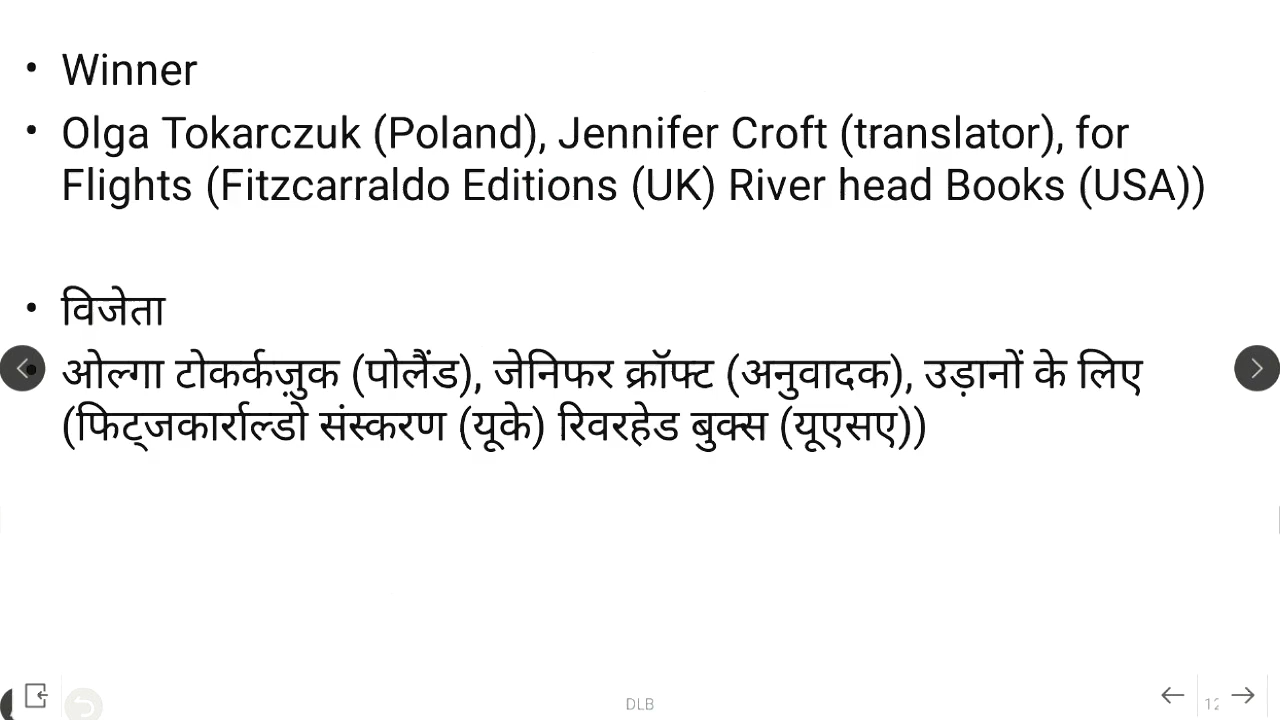 Winner
Olga Tokarczuk (Poland), Jennifer Croft (translator), for
Flights (Fitzcarraldo Editions (UK) River head Books (USA))
विजेता
ओल्गा टोकर्कज़ुक (पोलैंड), जेनिफर क्रॉफ्ट (अनुवादक), उड़ानों के लिए
(फिट्जकार्राल्डो संस्करण (यूके) रिवरहेड बुक्स (यूएसए))
DLB
12